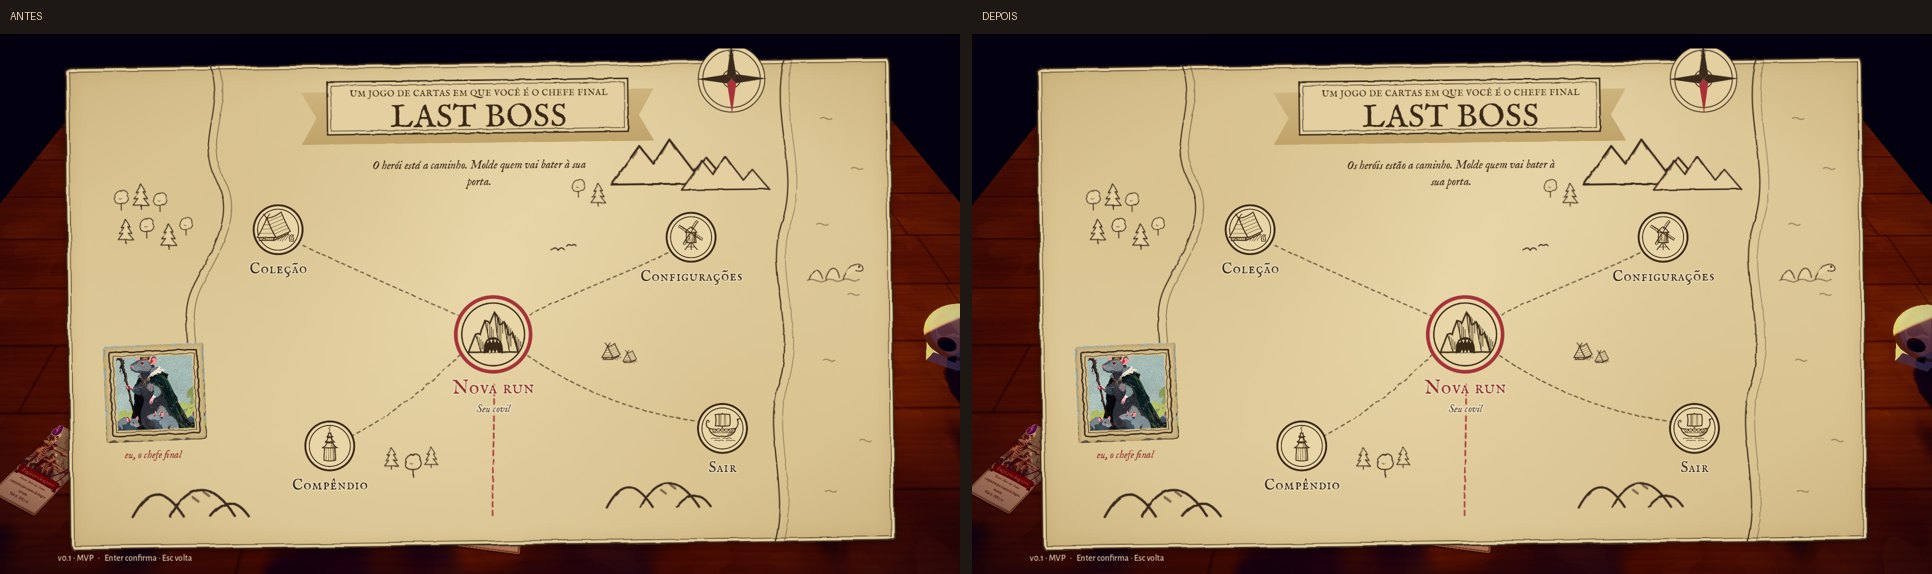 ANTES
UM JOGO DE CARTAS EM QUE VOCÊ É O CHEFE FINAL
LAST BOSS
O herói está a caminho. Molde quem vai bater à sua
porta.
COLEÇÃO
CONFIGURAÇÕES
NOVA RUN
Seu covil
eu, o chefe final
COMPÊNDIO
SAIR
v0.1 · MVP · Enter confirma · Esc volta
DEPOIS
UM JOGO DE CARTAS EM QUE VOCÊ É O CHEFE FINAL
LAST BOSS
Os heróis estão a caminho. Molde quem vai bater à
sua porta.
COLEÇÃO
CONFIGURAÇÕES
NOVA RUN
Seu covil
eu, o chefe final
COMPÊNDIO
SAIR
v0.1 · MVP · Enter confirma · Esc volta